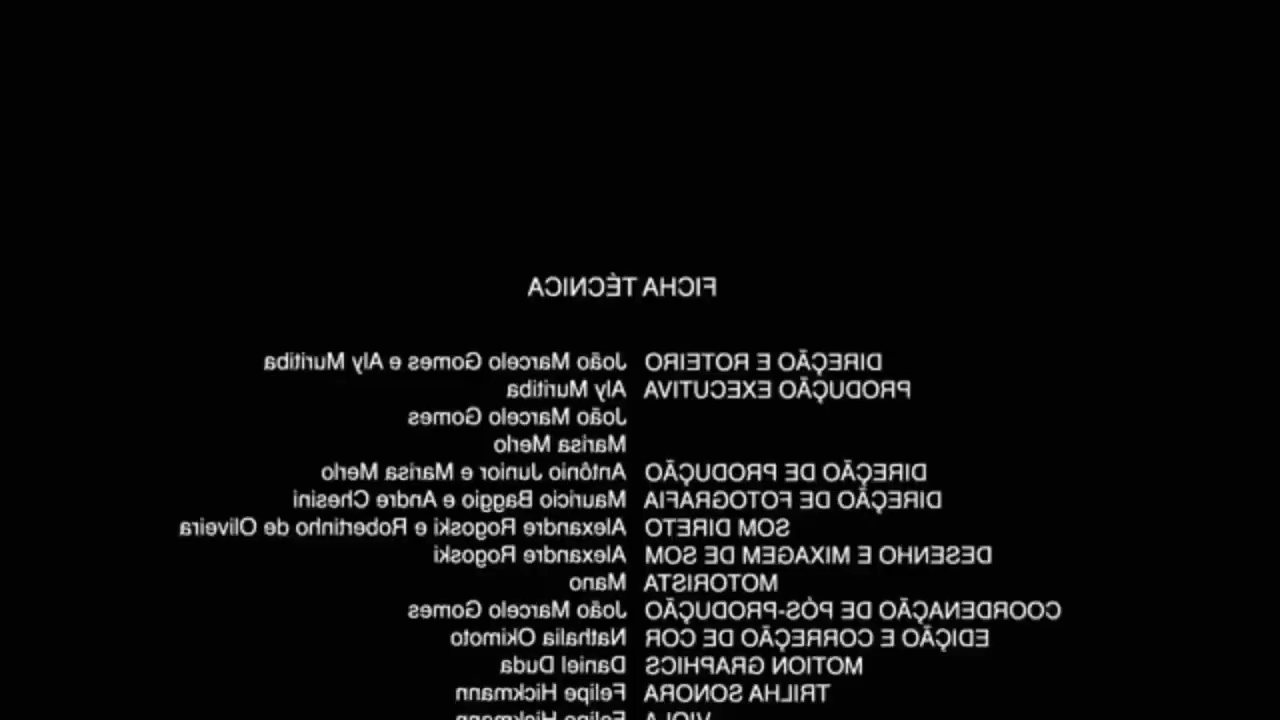 FICHA TÉCNICA
DIREÇÃO E ROTEIRO João Marcelo Gomes e Aly Muritiba
PRODUÇÃO EXECUTIVA Aly Muritiba
João Marcelo Gomes
Marisa Merlo
DIREÇÃO DE PRODUÇÃO Antônio Junior e Marisa Merlo
DIREÇÃO DE FOTOGRAFIA Mauricio Baggio e Andre Chesini
SOM DIRETO Alexandre Rogoski e Robertinho de Oliveira
DESENHO E MIXAGEM DE SOM Alexandre Rogoski
MOTORISTA Mano
COORDENAÇÃO DE PÓS-PRODUÇÃO João Marcelo Gomes
EDIÇÃO E CORREÇÃO DE COR Nathalia Okimoto
MOTION GRAPHICS Daniel Duda
TRILHA SONORA Felipe Hickmann
VIOLA Felipe Hickmann